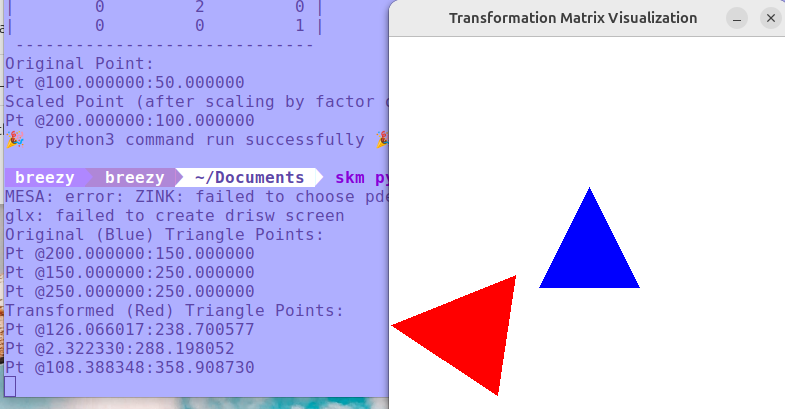 |        0         2         0 |
|        0         0         1 |
------------------------------
Original Point:
Pt @100.000000:50.000000
Scaled Point (after scaling by factor
Pt @200.000000:100.000000
🎉  python3 command run successfully 🎉
breezy breezy ~/Documents skm py
MESA: error: ZINK: failed to choose pd
glx: failed to create drisw screen
Original (Blue) Triangle Points:
Pt @200.000000:150.000000
Pt @150.000000:250.000000
Pt @250.000000:250.000000
Transformed (Red) Triangle Points:
Pt @126.066017:238.700577
Pt @2.322330:288.198052
Pt @108.388348:358.908730
Transformation Matrix Visualization